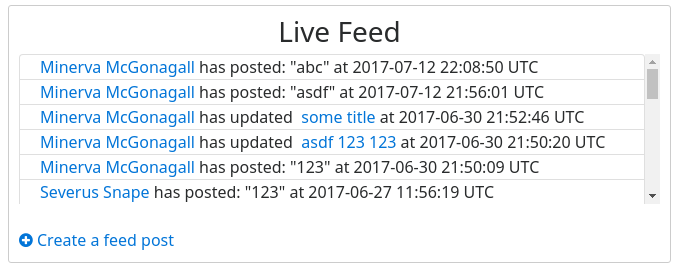 Live Feed
Minerva McGonagall has posted: "abc" at 2017-07-12 22:08:50 UTC
Minerva McGonagall has posted: "asdf" at 2017-07-12 21:56:01 UTC
Minerva McGonagall has updated some title at 2017-06-30 21:52:46 UTC
Minerva McGonagall has updated asdf 123 123 at 2017-06-30 21:50:20 UTC
Minerva McGonagall has posted: "123" at 2017-06-30 21:50:09 UTC
Severus Snape has posted: "123" at 2017-06-27 11:56:19 UTC
Create a feed post